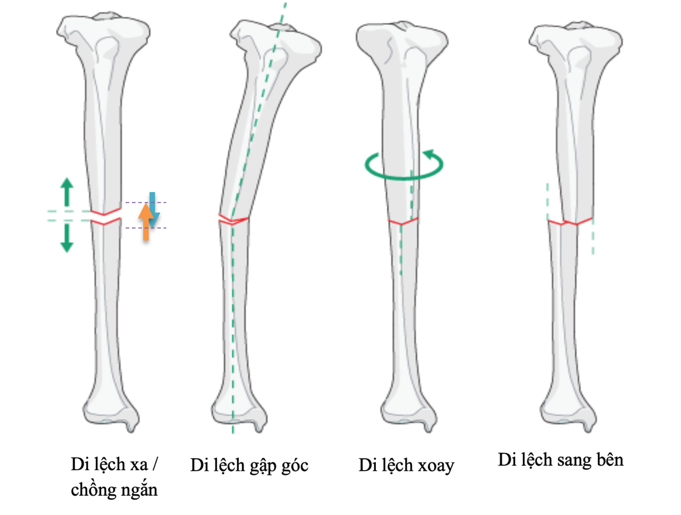 Di lệch xa /
chồng ngắn
Di lệch gập góc
Di lệch xoay
Di lệch sang bên